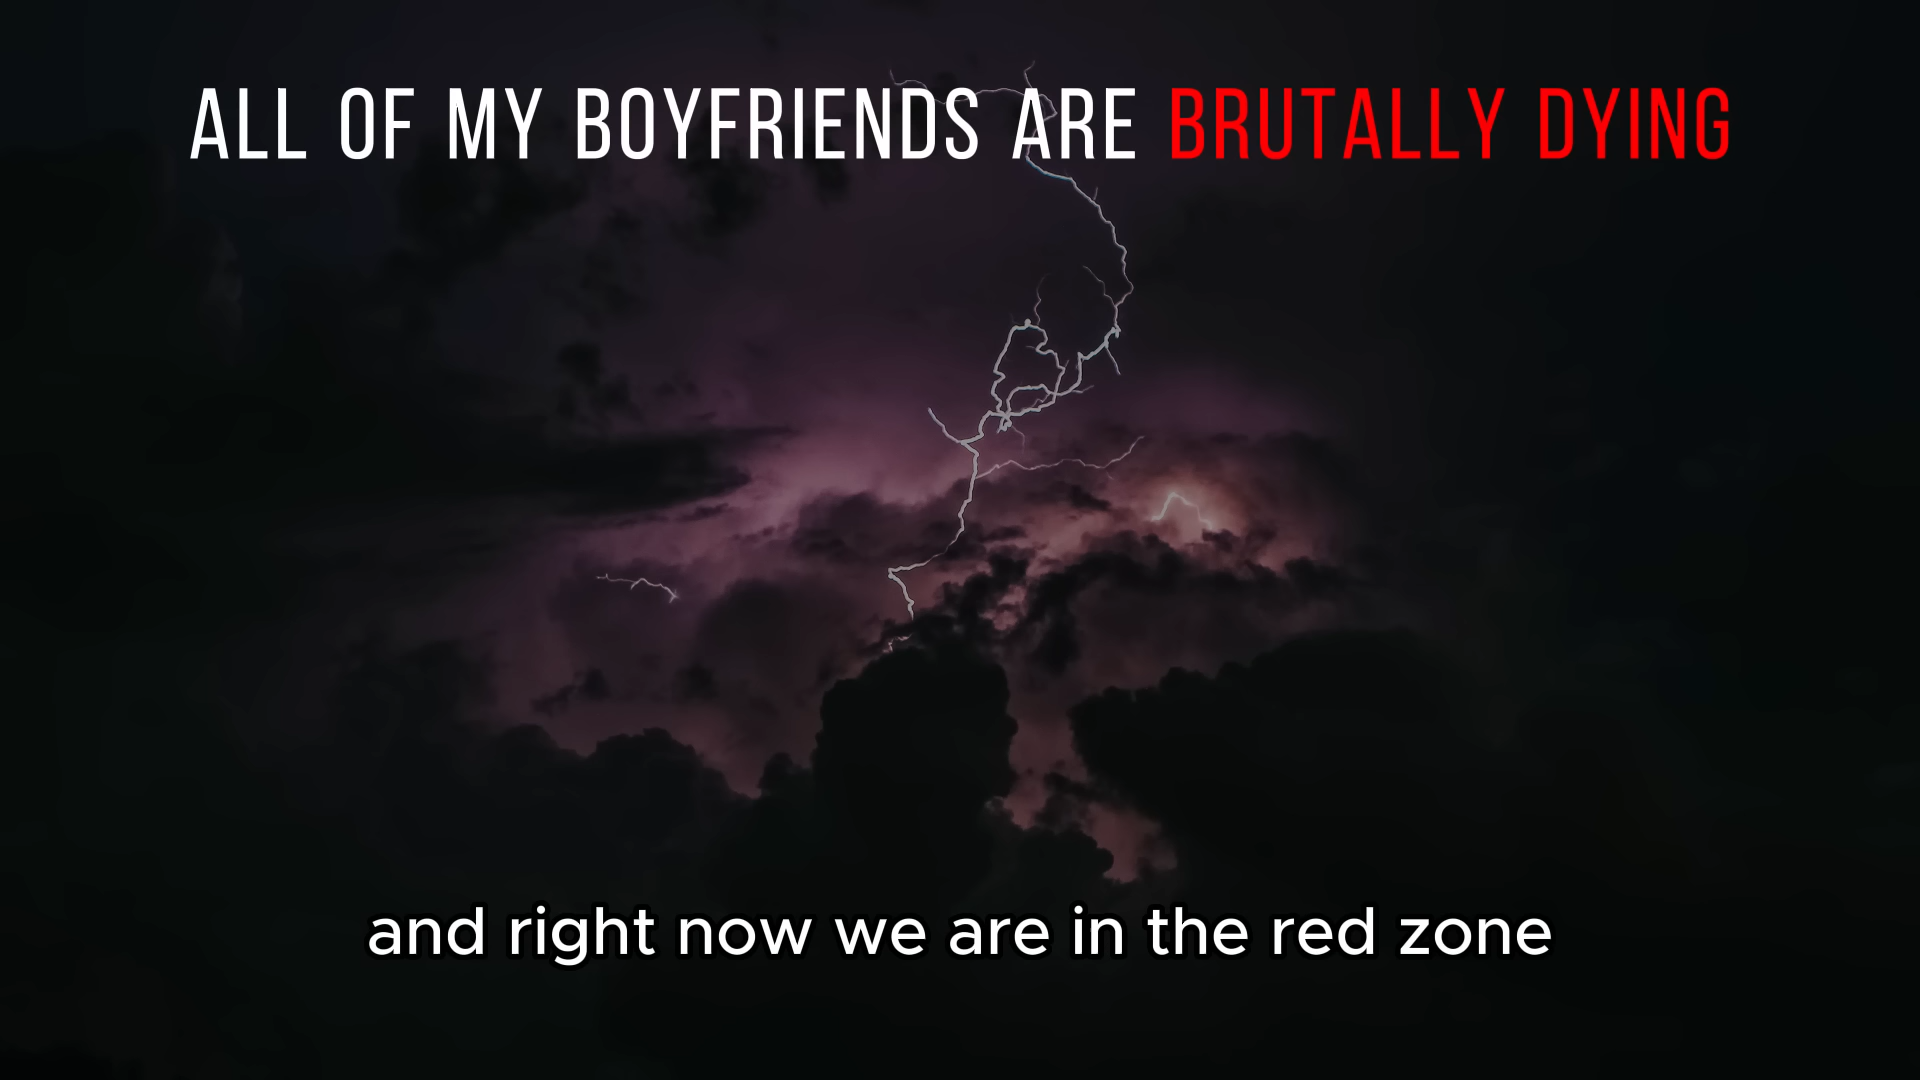 ALL OF MY BOYFRIENDS ARE BRUTALLY DYING
and right now we are in the red zone